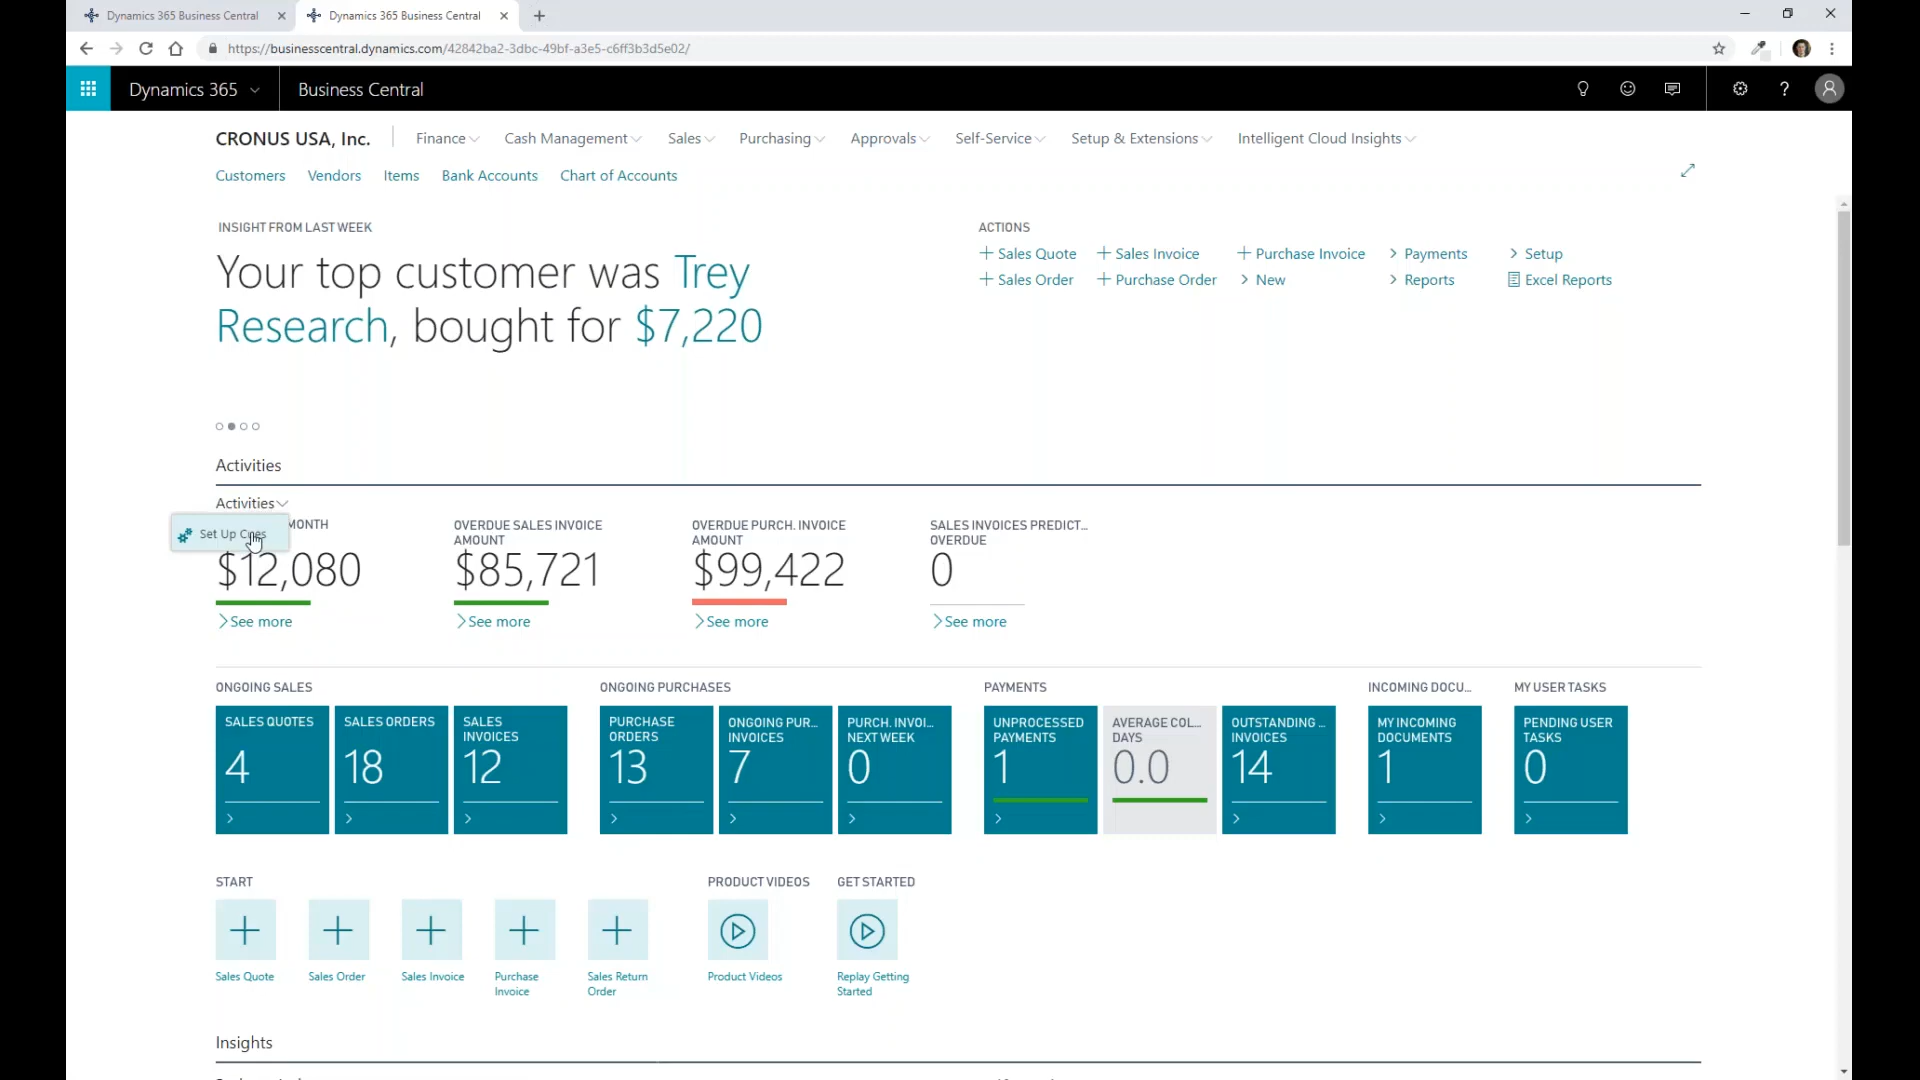 Dynamics 365 Business Central
Dynamics 365 Business Central
https://businesscentral.dynamics.com/42842ba2-3dbc-49bf-a3e5-c6ff3b3d5e02/
Dynamics 365
Business Central
CRONUS USA, Inc.
Finance
Cash Management
Sales
Purchasing
Approvals
Self-Service
Setup & Extensions
Intelligent Cloud Insights
Customers
Vendors
Items
Bank Accounts
Chart of Accounts
INSIGHT FROM LAST WEEK
Your top customer was Trey
Research, bought for $7,220
ACTIONS
+ Sales Quote
+ Sales Invoice
+ Purchase Invoice
> Payments
> Setup
+ Sales Order
+ Purchase Order
> New
> Reports
Excel Reports
Activities
Activities
Set Up Cues
MONTH
$12,080
>See more
OVERDUE SALES INVOICE
AMOUNT
$85,721
>See more
OVERDUE PURCH. INVOICE
AMOUNT
$99,422
>See more
SALES INVOICES PREDICT...
OVERDUE
0
>See more
ONGOING SALES
SALES QUOTES
4
SALES ORDERS
18
SALES
INVOICES
12
ONGOING PURCHASES
PURCHASE
ORDERS
13
ONGOING PUR...
INVOICES
7
PURCH. INVOI...
NEXT WEEK
0
PAYMENTS
UNPROCESSED
PAYMENTS
1
AVERAGE COL...
DAYS
0.0
OUTSTANDING ...
INVOICES
14
INCOMING DOCU...
MY INCOMING
DOCUMENTS
1
MY USER TASKS
PENDING USER
TASKS
0
START
Sales Quote
Sales Order
Sales Invoice
Purchase
Invoice
Sales Return
Order
PRODUCT VIDEOS
Product Videos
GET STARTED
Replay Getting
Started
Insights